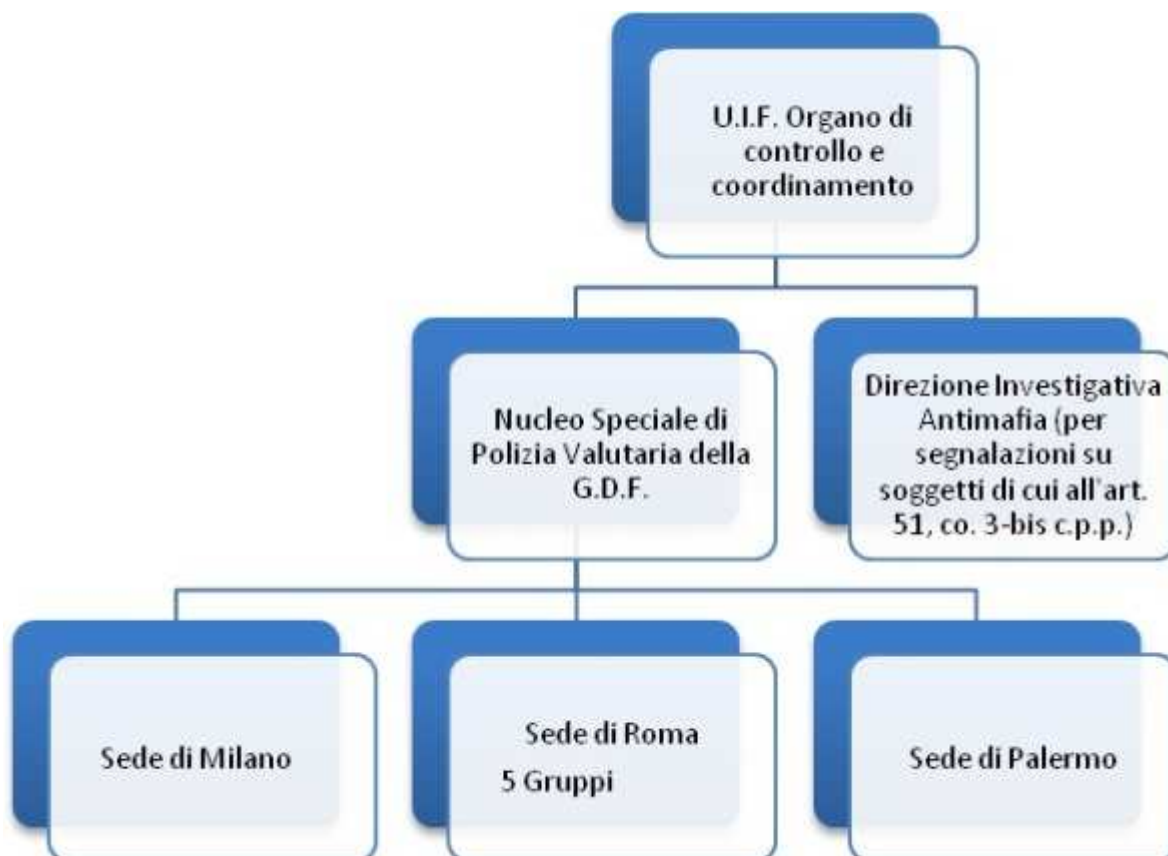 U.I.F. Organo di
controllo e
coordinamento
Nucleo Speciale di
Polizia Valutaria della
G.D.F.
Direzione Investigativa
Antimafia (per
segnalazioni su
soggetti di cui all'art.
51, co. 3-bis c.p.p.)
Sede di Milano
Sede di Roma
5 Gruppi
Sede di Palermo